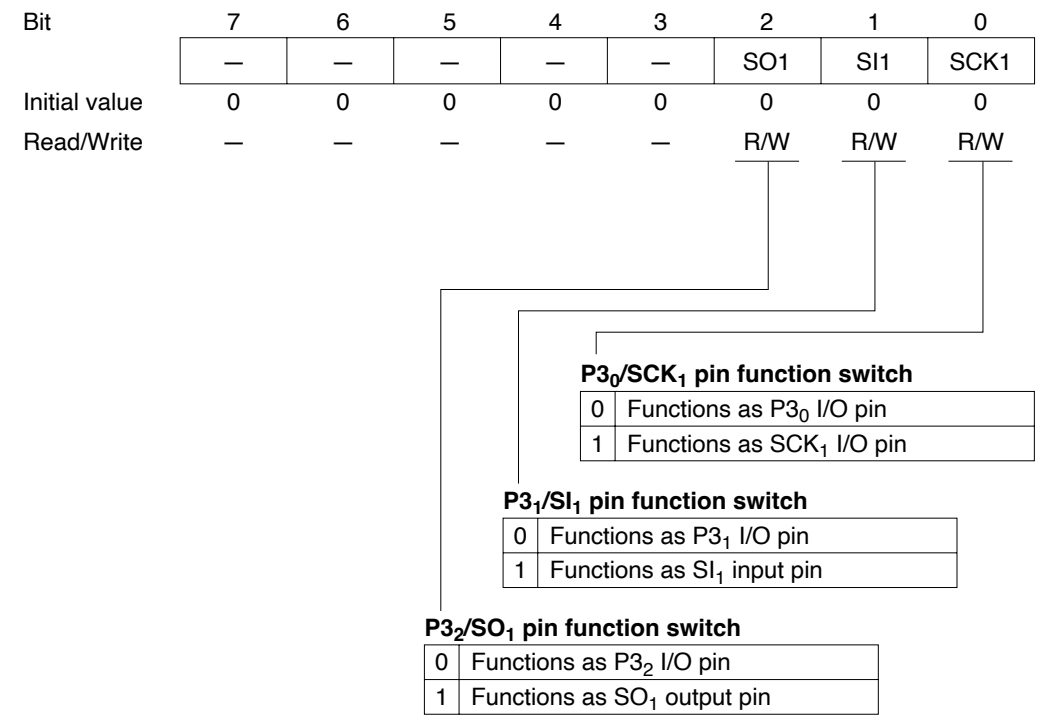 Bit 7 6 5 4 3 2 1 0
— — — — — SO1 SI1 SCK1
Initial value 0 0 0 0 0 0 0 0
Read/Write — — — — — R/W R/W R/W
P3₀/SCK₁ pin function switch
0 Functions as P3₀ I/O pin
1 Functions as SCK₁ I/O pin
P3₁/SI₁ pin function switch
0 Functions as P3₁ I/O pin
1 Functions as SI₁ input pin
P3₂/SO₁ pin function switch
0 Functions as P3₂ I/O pin
1 Functions as SO₁ output pin